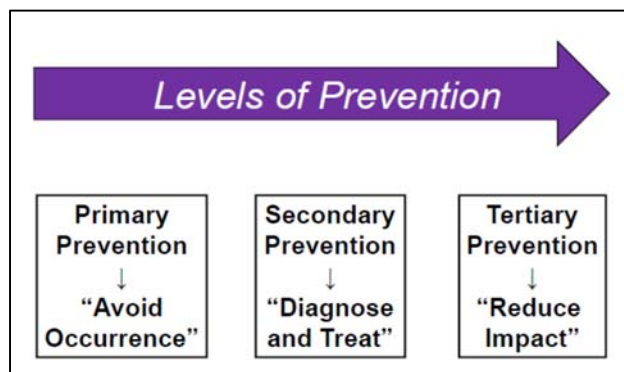 Levels of Prevention
Primary
Prevention
↓
“Avoid
Occurrence”
Secondary
Prevention
↓
“Diagnose
and Treat”
Tertiary
Prevention
↓
“Reduce
Impact”